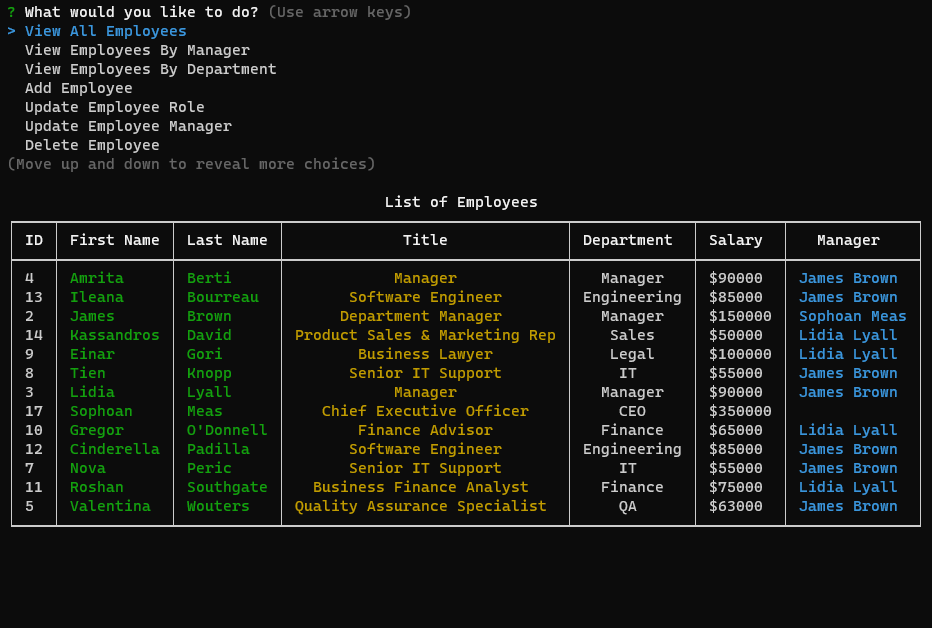 ? What would you like to do? (Use arrow keys)
> View All Employees
View Employees By Manager
View Employees By Department
Add Employee
Update Employee Role
Update Employee Manager
Delete Employee
(Move up and down to reveal more choices)
List of Employees
ID First Name Last Name Title Department Salary Manager
4 Amrita Berti Manager Manager $90000 James Brown
13 Ileana Bourreau Software Engineer Engineering $85000 James Brown
2 James Brown Department Manager Manager $150000 Sophoan Meas
14 Kassandros David Product Sales & Marketing Rep Sales $50000 Lidia Lyall
9 Einar Gori Business Lawyer Legal $100000 Lidia Lyall
8 Tien Knopp Senior IT Support IT $55000 James Brown
3 Lidia Lyall Manager Manager $90000 James Brown
17 Sophoan Meas Chief Executive Officer CEO $350000
10 Gregor O'Donnell Finance Advisor Finance $65000 Lidia Lyall
12 Cinderella Padilla Software Engineer Engineering $85000 James Brown
7 Nova Peric Senior IT Support IT $55000 James Brown
11 Roshan Southgate Business Finance Analyst Finance $75000 Lidia Lyall
5 Valentina Wouters Quality Assurance Specialist QA $63000 James Brown